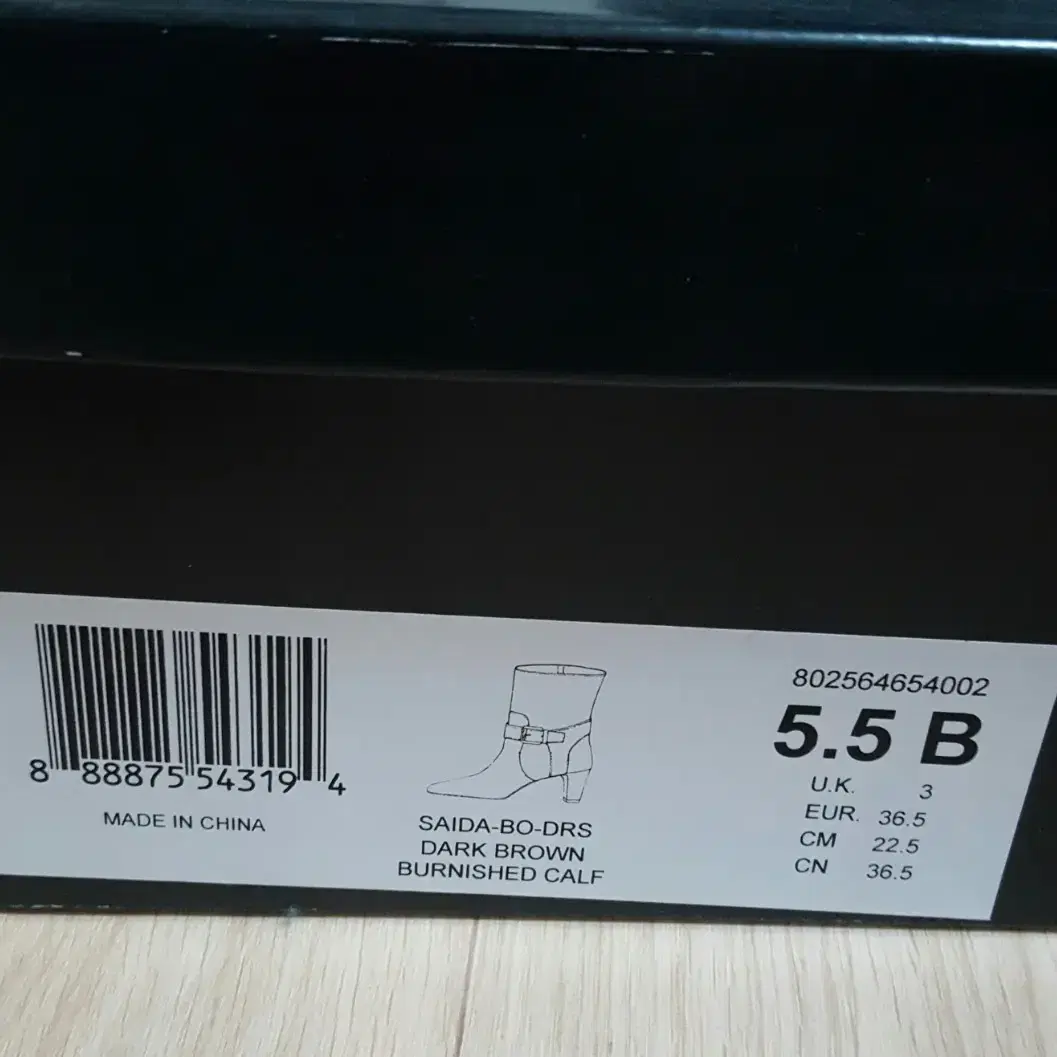 8 88875 54319 4
MADE IN CHINA
SAIDA-BO-DRS
DARK BROWN
BURNISHED CALF
802564654002
5.5 B
U.K. 3
EUR. 36.5
CM 22.5
CN 36.5